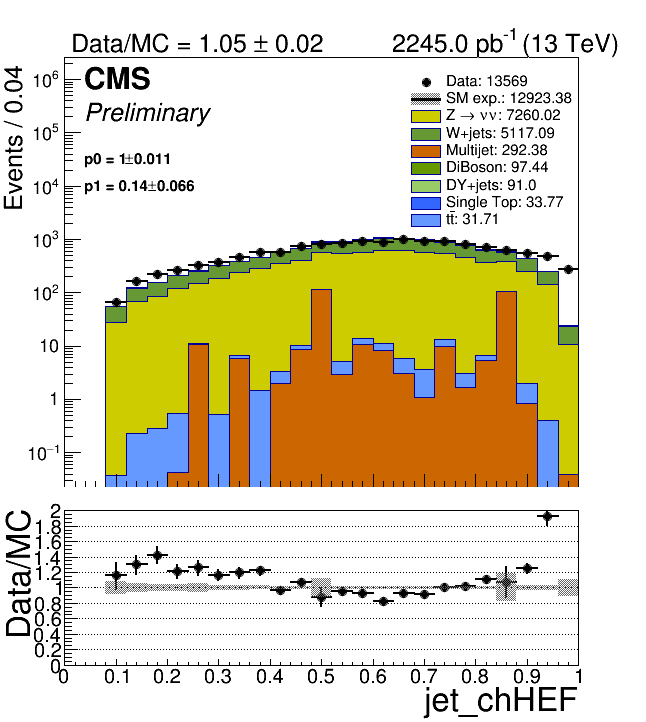 Data/MC = 1.05 ± 0.02 2245.0 pb⁻¹ (13 TeV)
CMS
Preliminary
p0 = 1±0.011
p1 = 0.14±0.066
Data: 13569
SM exp.: 12923.38
Z → νν: 7260.02
W+jets: 5117.09
Multijet: 292.38
DiBoson: 97.44
DY+jets: 91.0
Single Top: 33.77
tt̄: 31.71
Events / 0.04
10⁶
10⁵
10⁴
10³
10²
10
1
10⁻¹
Data/MC
2
1.8
1.6
1.4
1.2
1
0.8
0.6
0.4
0.2
0
0 0.1 0.2 0.3 0.4 0.5 0.6 0.7 0.8 0.9 1
jet_chHEF